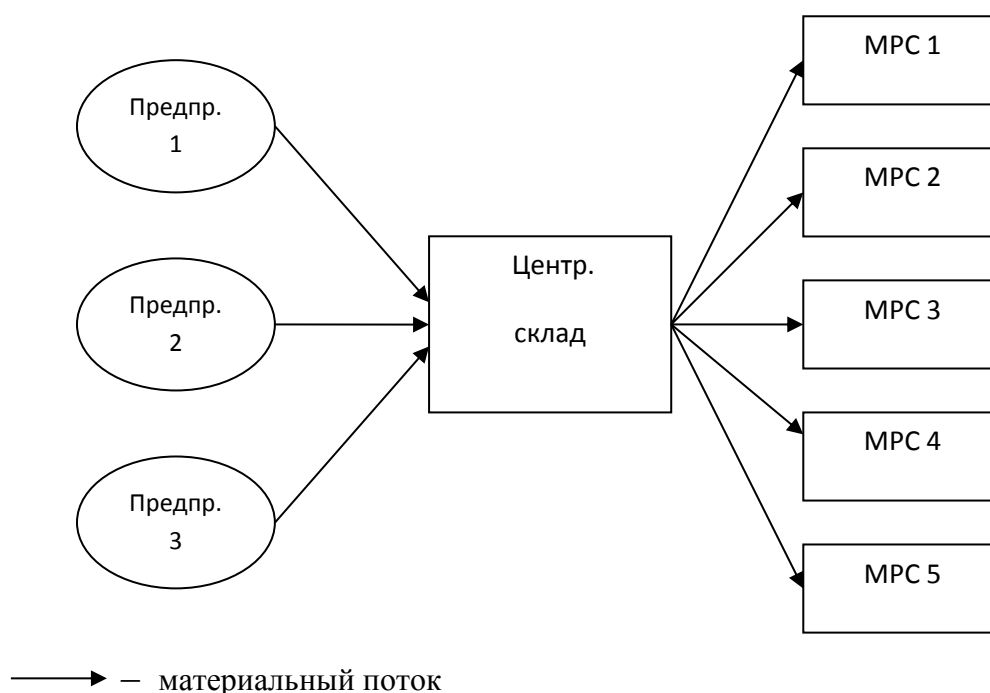 Предпр.
1
Предпр.
2
Предпр.
3
Центр.
склад
МРС 1
МРС 2
МРС 3
МРС 4
МРС 5
– материальный поток